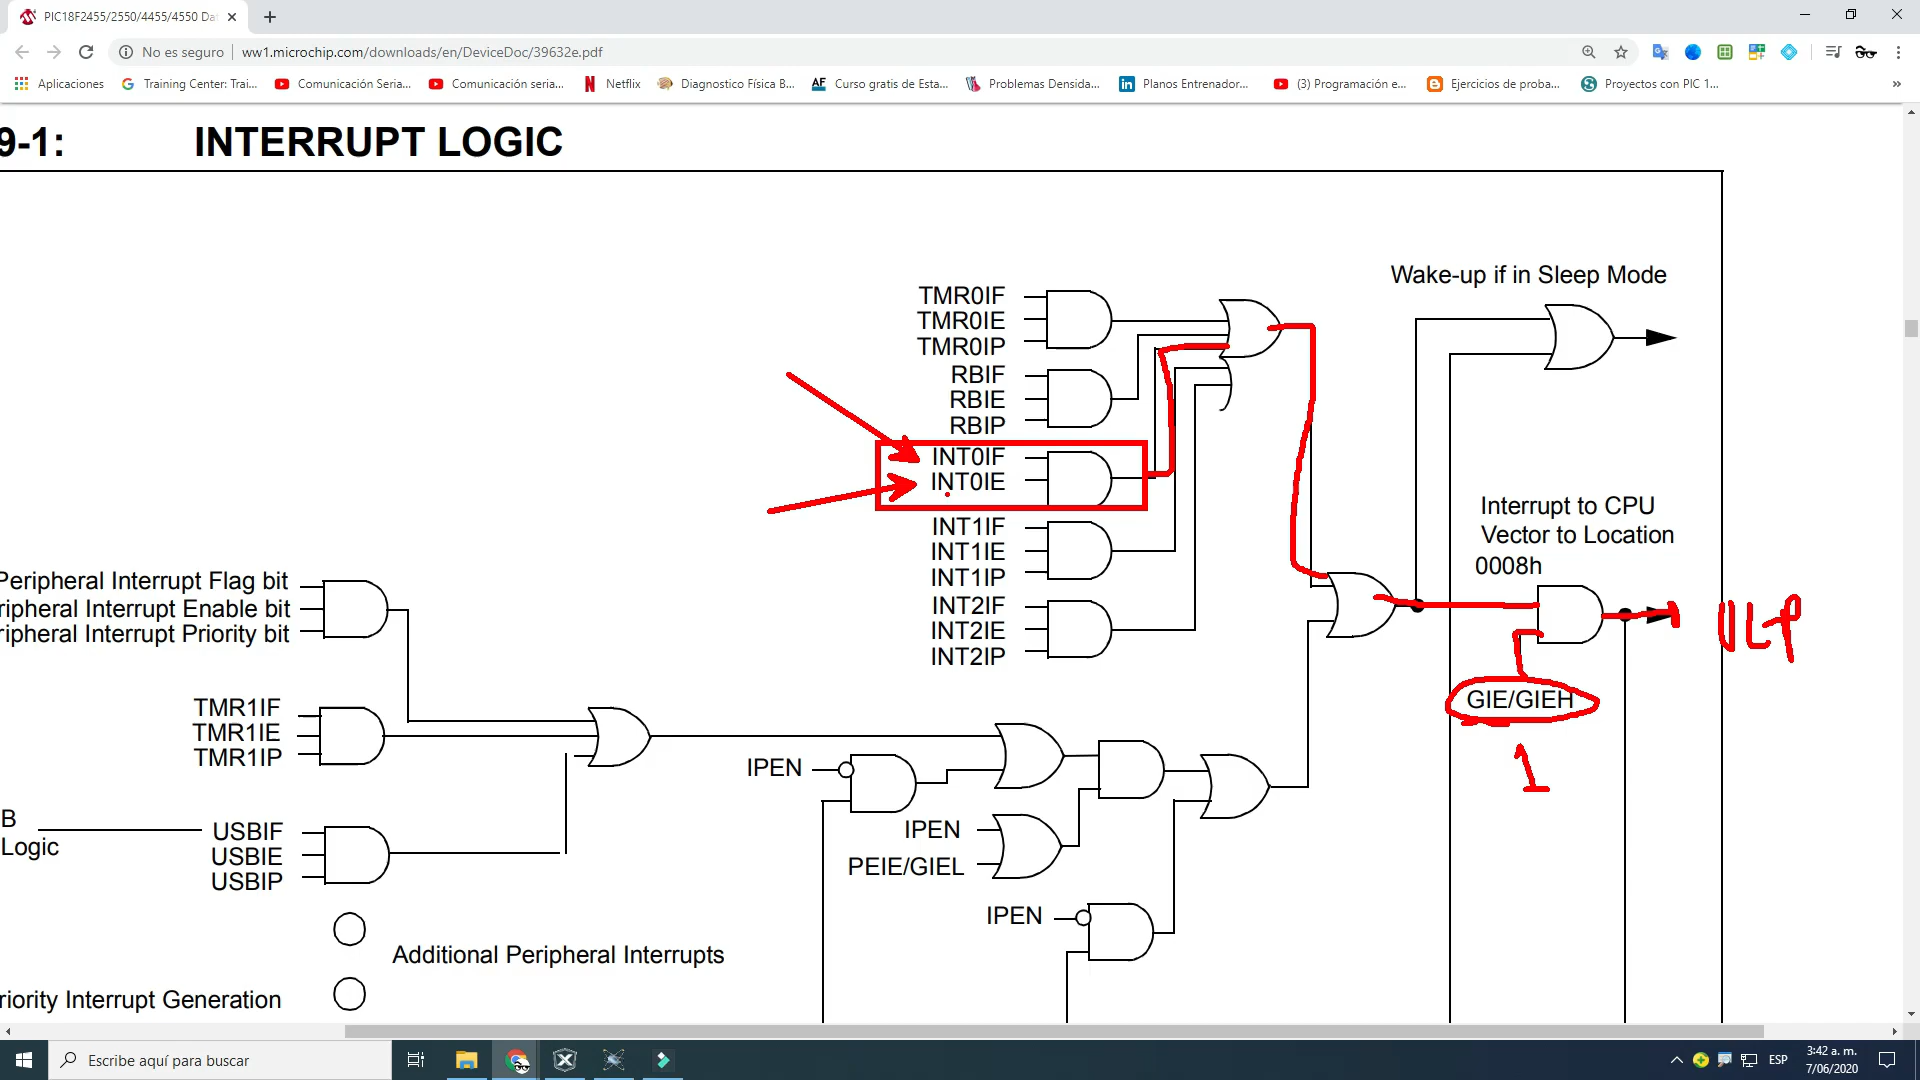 PIC18F2455/2550/4455/4550 Da
No es seguro
ww1.microchip.com/downloads/en/DeviceDoc/39632e.pdf
Aplicaciones
Training Center: Trai...
Comunicación Seria...
Comunicación seria...
Netflix
Diagnostico Física B...
AF
Curso gratis de Esta...
Problemas Densida...
Planos Entrenador...
(3) Programación e...
Ejercicios de proba...
Proyectos con PIC 1...
»
9-1: INTERRUPT LOGIC
Wake-up if in Sleep Mode
TMR0IF
TMR0IE
TMR0IP
RBIF
RBIE
RBIP
INT0IF
INT0IE
INT1IF
INT1IE
INT1IP
INT2IF
INT2IE
INT2IP
Interrupt to CPU
Vector to Location
0008h
GIE/GIEH
1
Peripheral Interrupt Flag bit
ripheral Interrupt Enable bit
ripheral Interrupt Priority bit
TMR1IF
TMR1IE
TMR1IP
B
Logic
USBIF
USBIE
USBIP
IPEN
IPEN
PEIE/GIEL
IPEN
Additional Peripheral Interrupts
riority Interrupt Generation
Escribe aquí para buscar
ESP
3:42 a. m.
7/06/2020